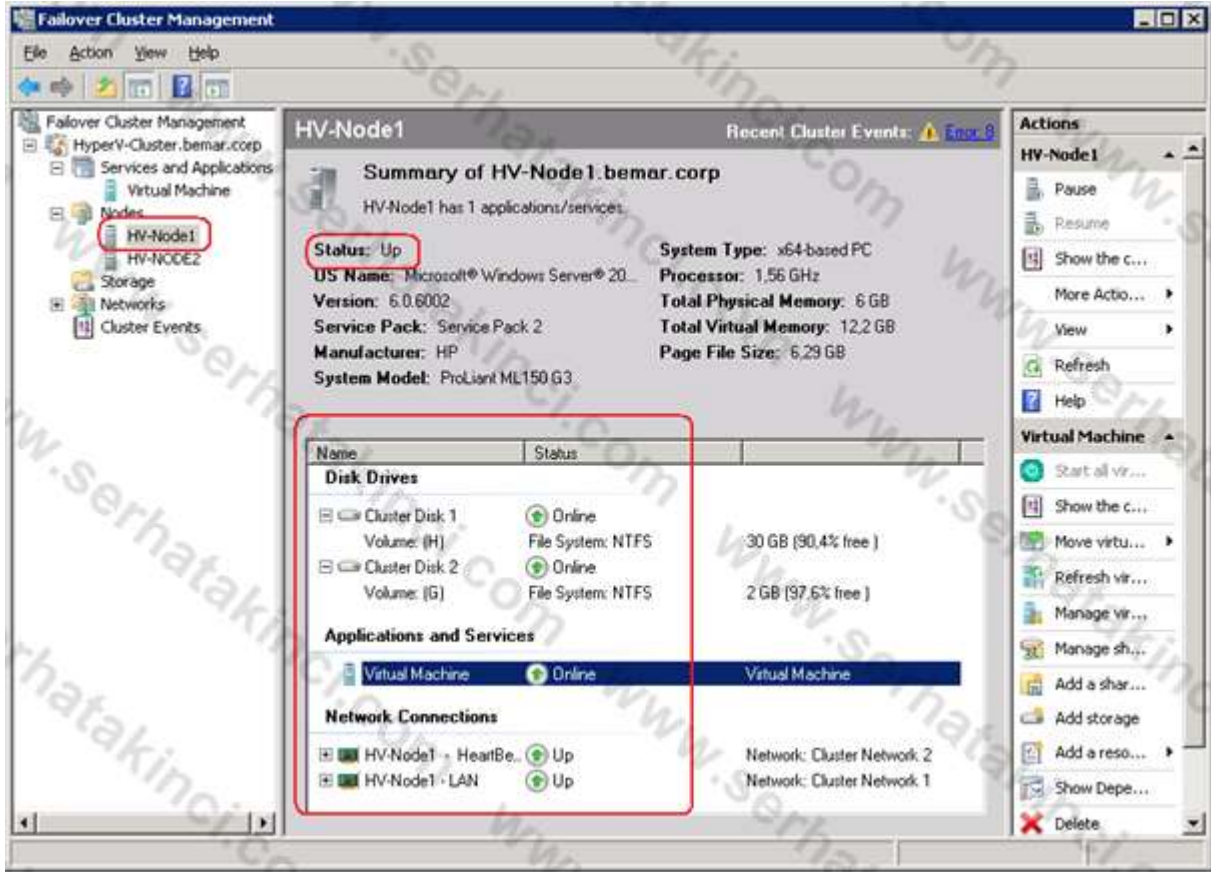 Failover Cluster Management
File Action View Help
Failover Cluster Management
HyperV-Cluster.bemar.corp
Services and Applications
Virtual Machine
Nodes
HV-Node1
HV-NODE2
Storage
Networks
Cluster Events
HV-Node1
Recent Cluster Events: Error: 8
Summary of HV-Node1.bemar.corp
HV-Node1 has 1 applications/services.
Status: Up
System Type: x64-based PC
OS Name: Microsoft® Windows Server® 20...
Processor: 1,56 GHz
Version: 6.0.6002
Total Physical Memory: 6 GB
Service Pack: Service Pack 2
Total Virtual Memory: 12,2 GB
Manufacturer: HP
Page File Size: 6,29 GB
System Model: ProLiant ML150 G3
Name Status
Disk Drives
Cluster Disk 1 Online
Volume: (H) File System: NTFS 30 GB (90,4% free )
Cluster Disk 2 Online
Volume: (G) File System: NTFS 2 GB (97,6% free )
Applications and Services
Virtual Machine Online Virtual Machine
Network Connections
HV-Node1 - HeartBe... Up Network: Cluster Network 2
HV-Node1 - LAN Up Network: Cluster Network 1
Actions
HV-Node1
Pause
Resume
Show the c...
More Actio...
View
Refresh
Help
Virtual Machine
Start all vir...
Show the c...
Move virtu...
Refresh vir...
Manage vir...
Manage sh...
Add a shar...
Add storage
Add a reso...
Show Depe...
Delete
www.serhatakinci.com